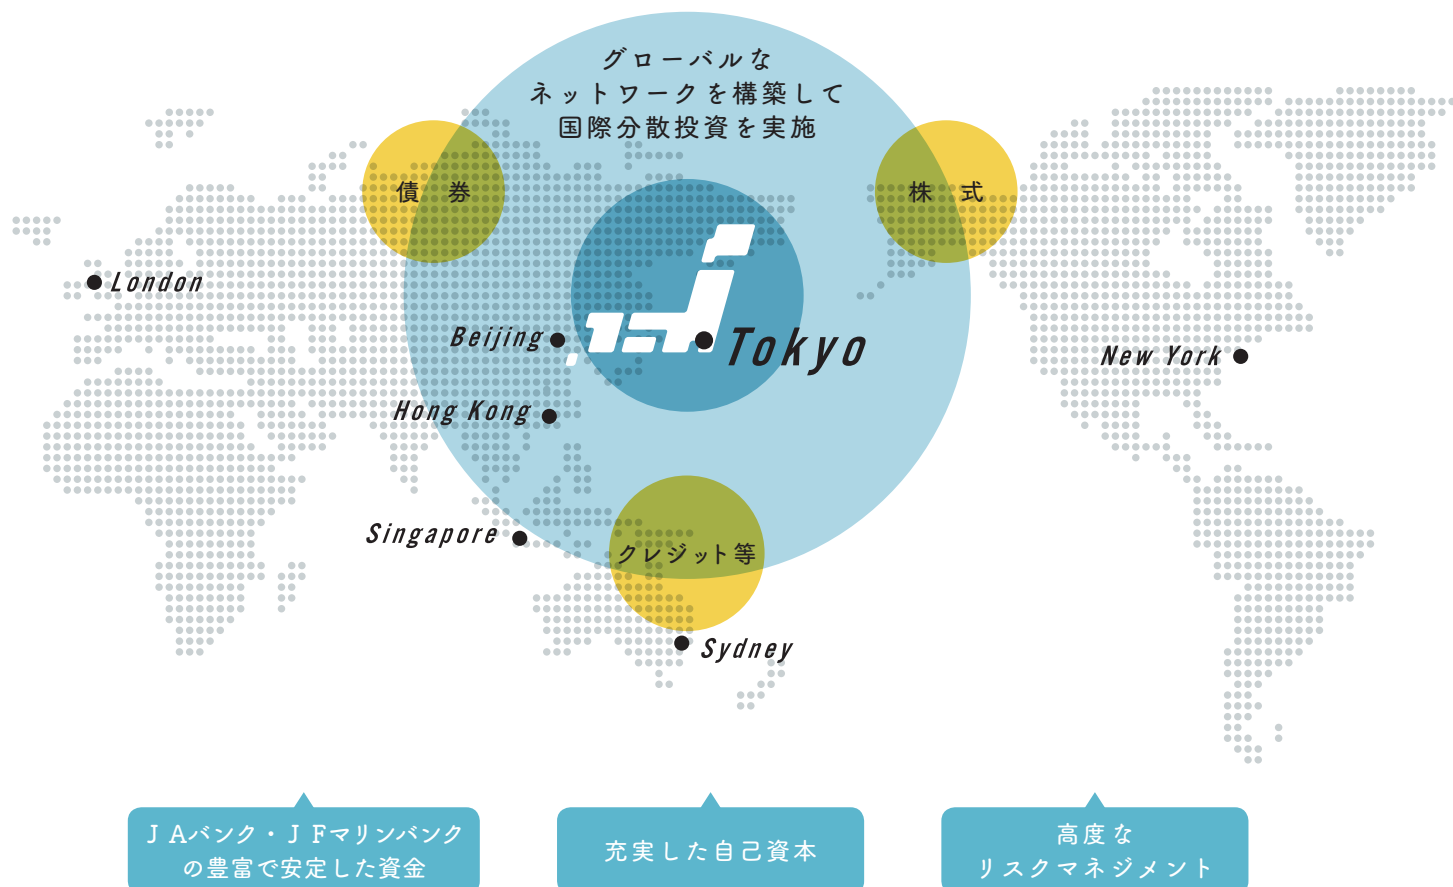 グローバルな
ネットワークを構築して
国際分散投資を実施
債 券
株 式
London
Beijing
Tokyo
New York
Hong Kong
Singapore
クレジット等
Sydney
ＪＡバンク・ＪＦマリンバンク
の豊富で安定した資金
充実した自己資本
高度な
リスクマネジメント